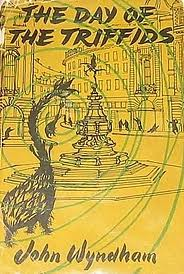 THE DAY OF
THE TRIFFIDS
John Wyndham